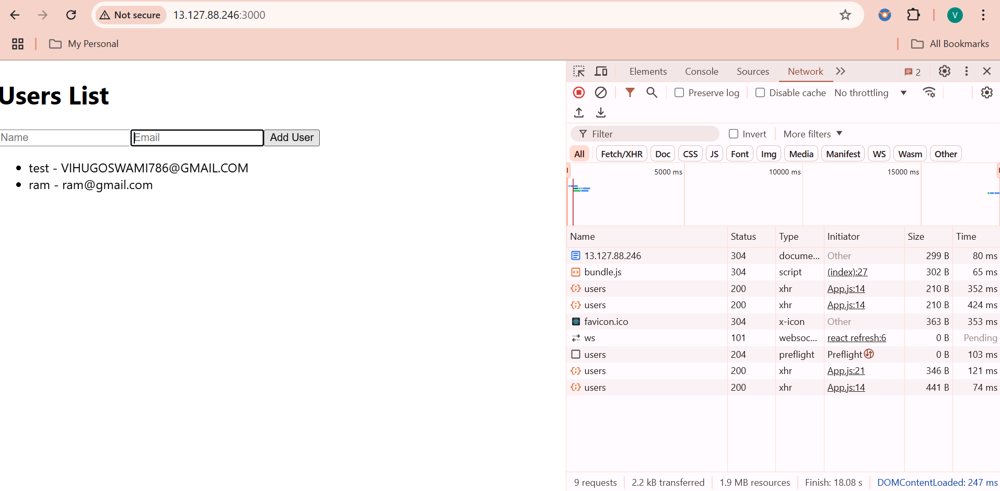 Not secure 13.127.88.246:3000
V
My Personal
All Bookmarks
Users List
Name Email Add User
test - VIHUGOSWAMI786@GMAIL.COM
ram - ram@gmail.com
Elements Console Sources Network 2
Preserve log Disable cache No throttling
Filter Invert More filters
All Fetch/XHR Doc CSS JS Font Img Media Manifest WS Wasm Other
5000 ms 10000 ms 15000 ms
Name Status Type Initiator Size Time
13.127.88.246 304 docume... Other 299 B 80 ms
bundle.js 304 script (index):27 302 B 65 ms
users 200 xhr App.js:14 210 B 352 ms
users 200 xhr App.js:14 210 B 424 ms
favicon.ico 304 x-icon Other 363 B 353 ms
ws 101 websoc... react refresh:6 0 B Pending
users 204 preflight Preflight 0 B 103 ms
users 200 xhr App.js:21 346 B 121 ms
users 200 xhr App.js:14 441 B 74 ms
9 requests 2.2 kB transferred 1.9 MB resources Finish: 18.08 s DOMContentLoaded: 247 ms